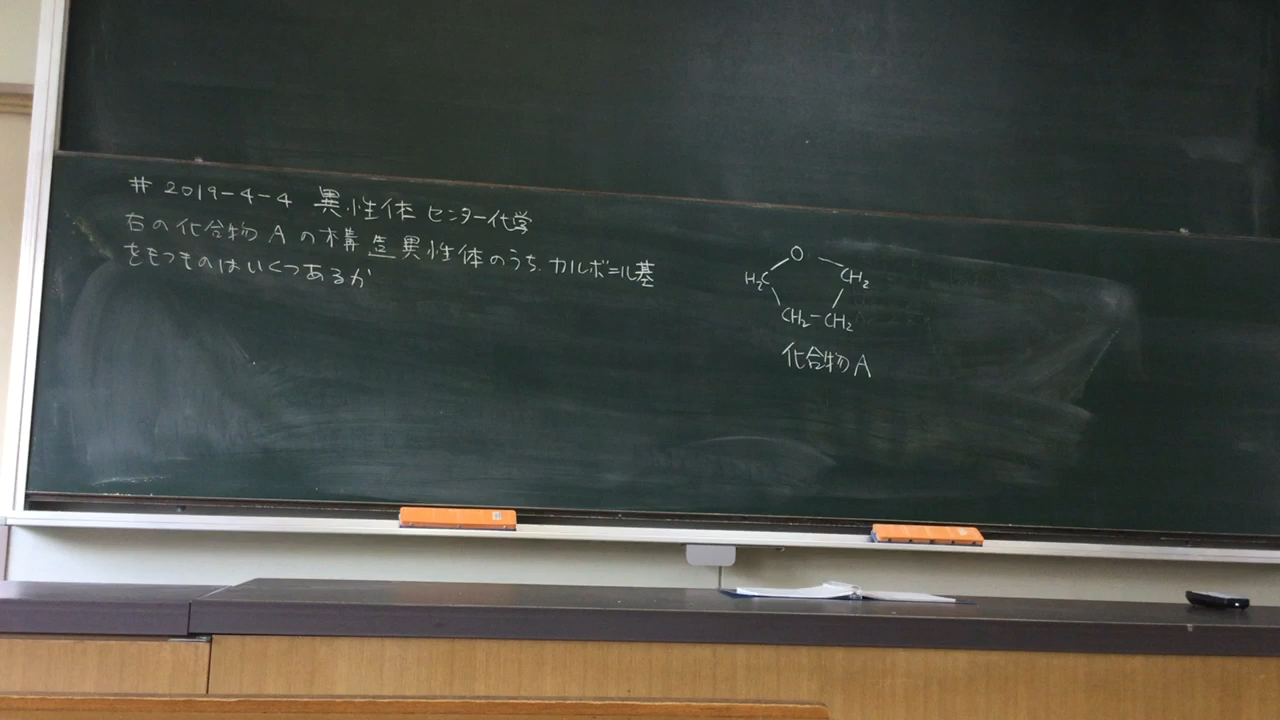 # 2019-4-4 異性体 センター化学
右の化合物Aの構造異性体のうち、カルボニル基
をもつものはいくつあるか
O
H₂C CH₂
CH₂-CH₂
化合物A